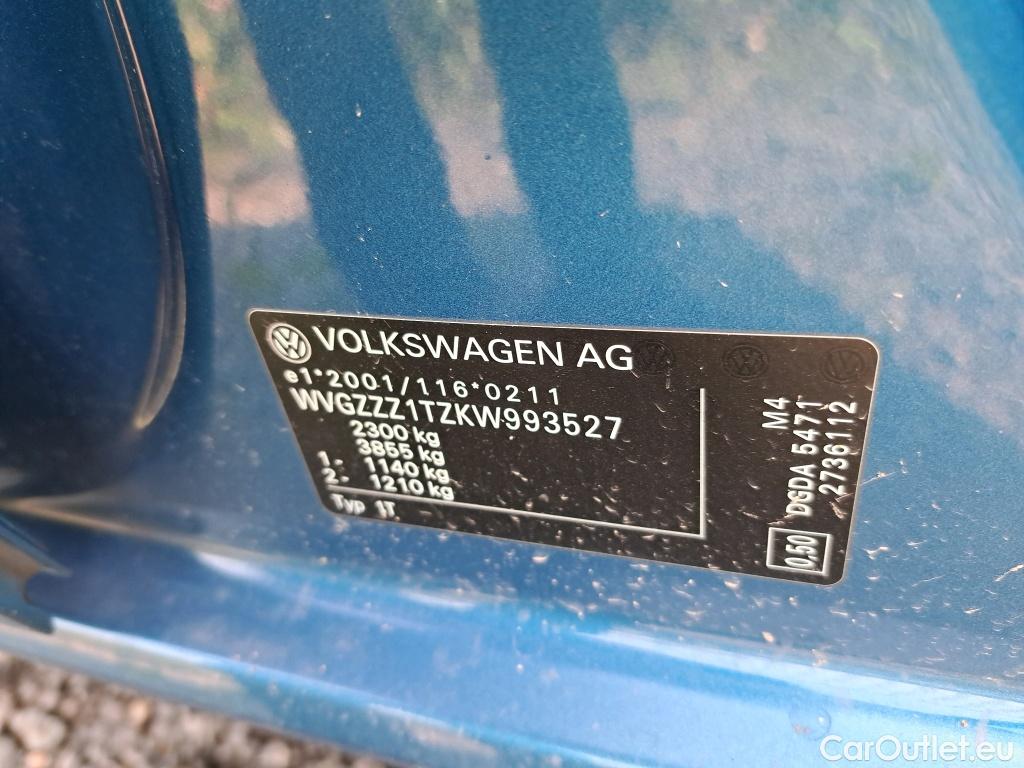 VOLKSWAGEN AG
e1*2001/116*0211
WVGZZZ1TZKW993527
2300 kg
3855 kg
1- 1140 kg
2- 1210 kg
Typ 1T
M4
DGDA 5471
2736112
0.50
CarOutlet.eu